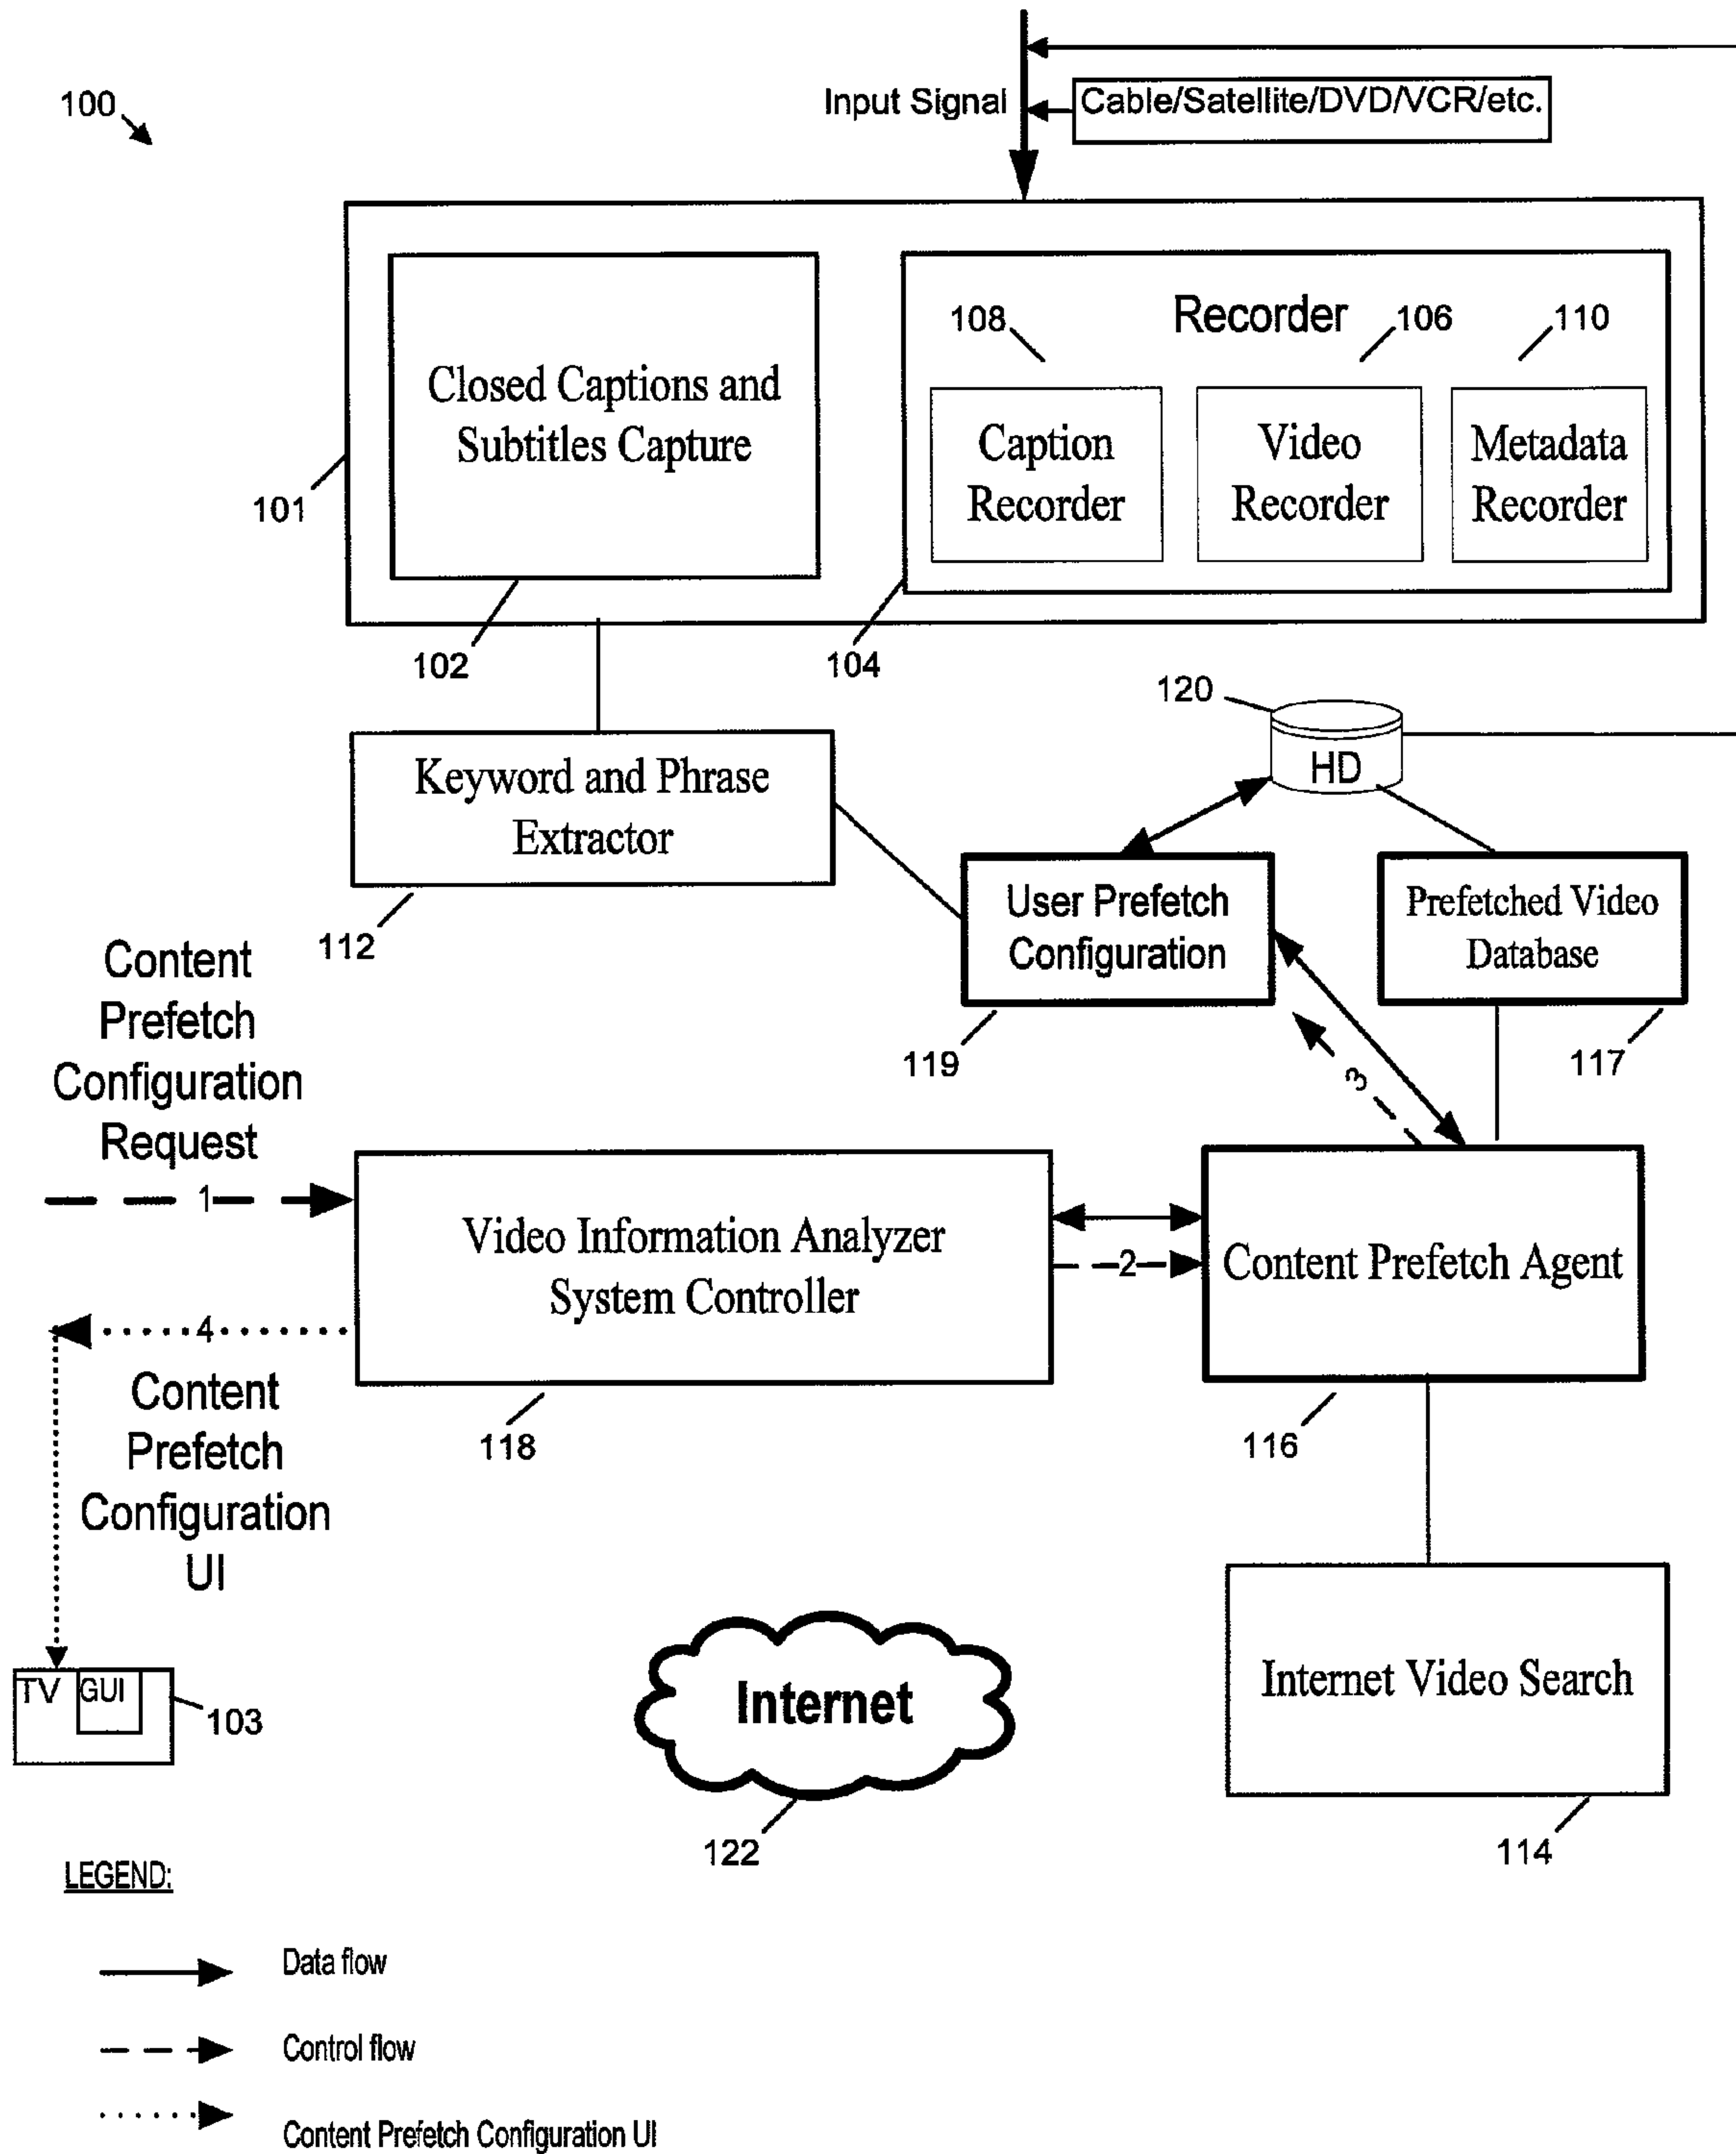 100
Input Signal
Cable/Satellite/DVD/VCR/etc.
Closed Captions and
Subtitles Capture
Recorder
108
106
110
Caption
Recorder
Video
Recorder
Metadata
Recorder
101
102
104
120
HD
Keyword and Phrase
Extractor
112
User Prefetch
Configuration
119
Prefetched Video
Database
117
Content
Prefetch
Configuration
Request
1
3
Video Information Analyzer
System Controller
118
2
Content Prefetch Agent
116
4
Content
Prefetch
Configuration
UI
TV
GUI
103
Internet
122
Internet Video Search
114
LEGEND:
Data flow
Control flow
Content Prefetch Configuration UI